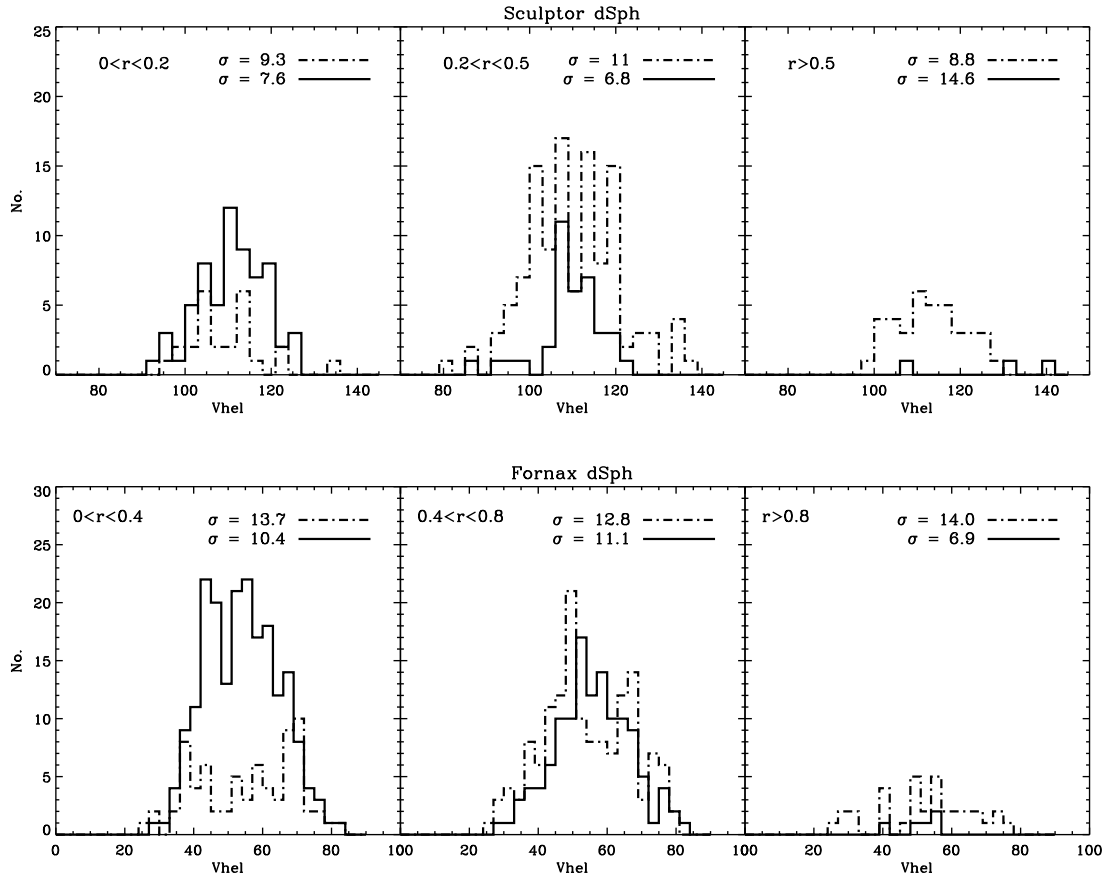 Sculptor dSph
25
20
15
10
5
0
No.
0<r<0.2
σ = 9.3
σ = 7.6
0.2<r<0.5
σ = 11
σ = 6.8
r>0.5
σ = 8.8
σ = 14.6
80 100 120 140
80 100 120 140
80 100 120 140
Vhel
Vhel
Vhel
Fornax dSph
30
25
20
15
10
5
0
No.
0<r<0.4
σ = 13.7
σ = 10.4
0.4<r<0.8
σ = 12.8
σ = 11.1
r>0.8
σ = 14.0
σ = 6.9
0 20 40 60 80 100 20 40 60 80 100 20 40 60 80 100
Vhel
Vhel
Vhel